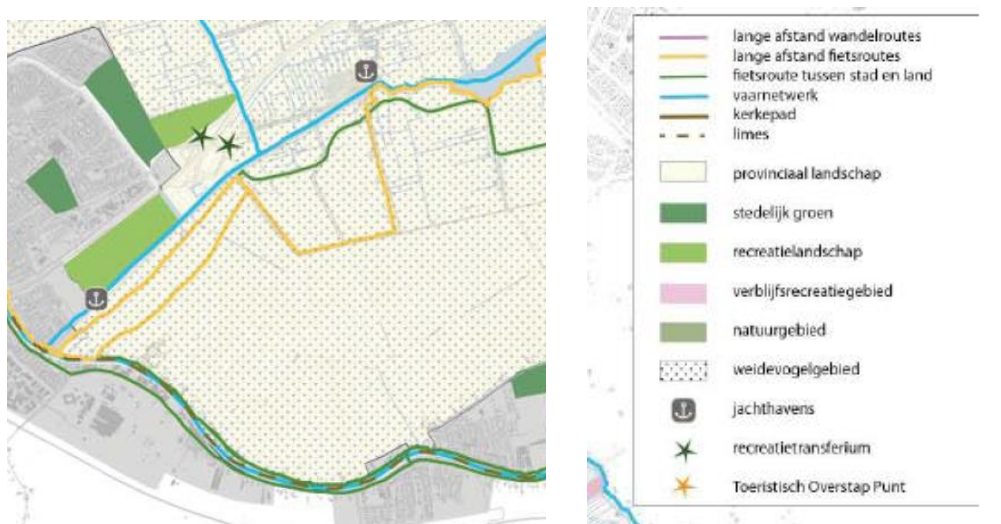 lange afstand wandelroutes
lange afstand fietsroutes
fietsroute tussen stad en land
vaarnetwerk
kerkepad
limes
provinciaal landschap
stedelijk groen
recreatielandschap
verblijfsrecreatiegebied
natuurgebied
weidevogelgebied
jachthavens
recreatietransferium
Toeristisch Overstap Punt